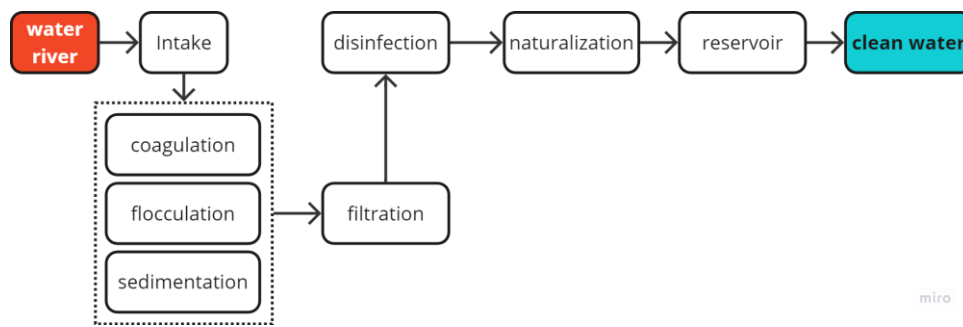 water
river
Intake
disinfection
naturalization
reservoir
clean water
coagulation
flocculation
sedimentation
filtration
miro